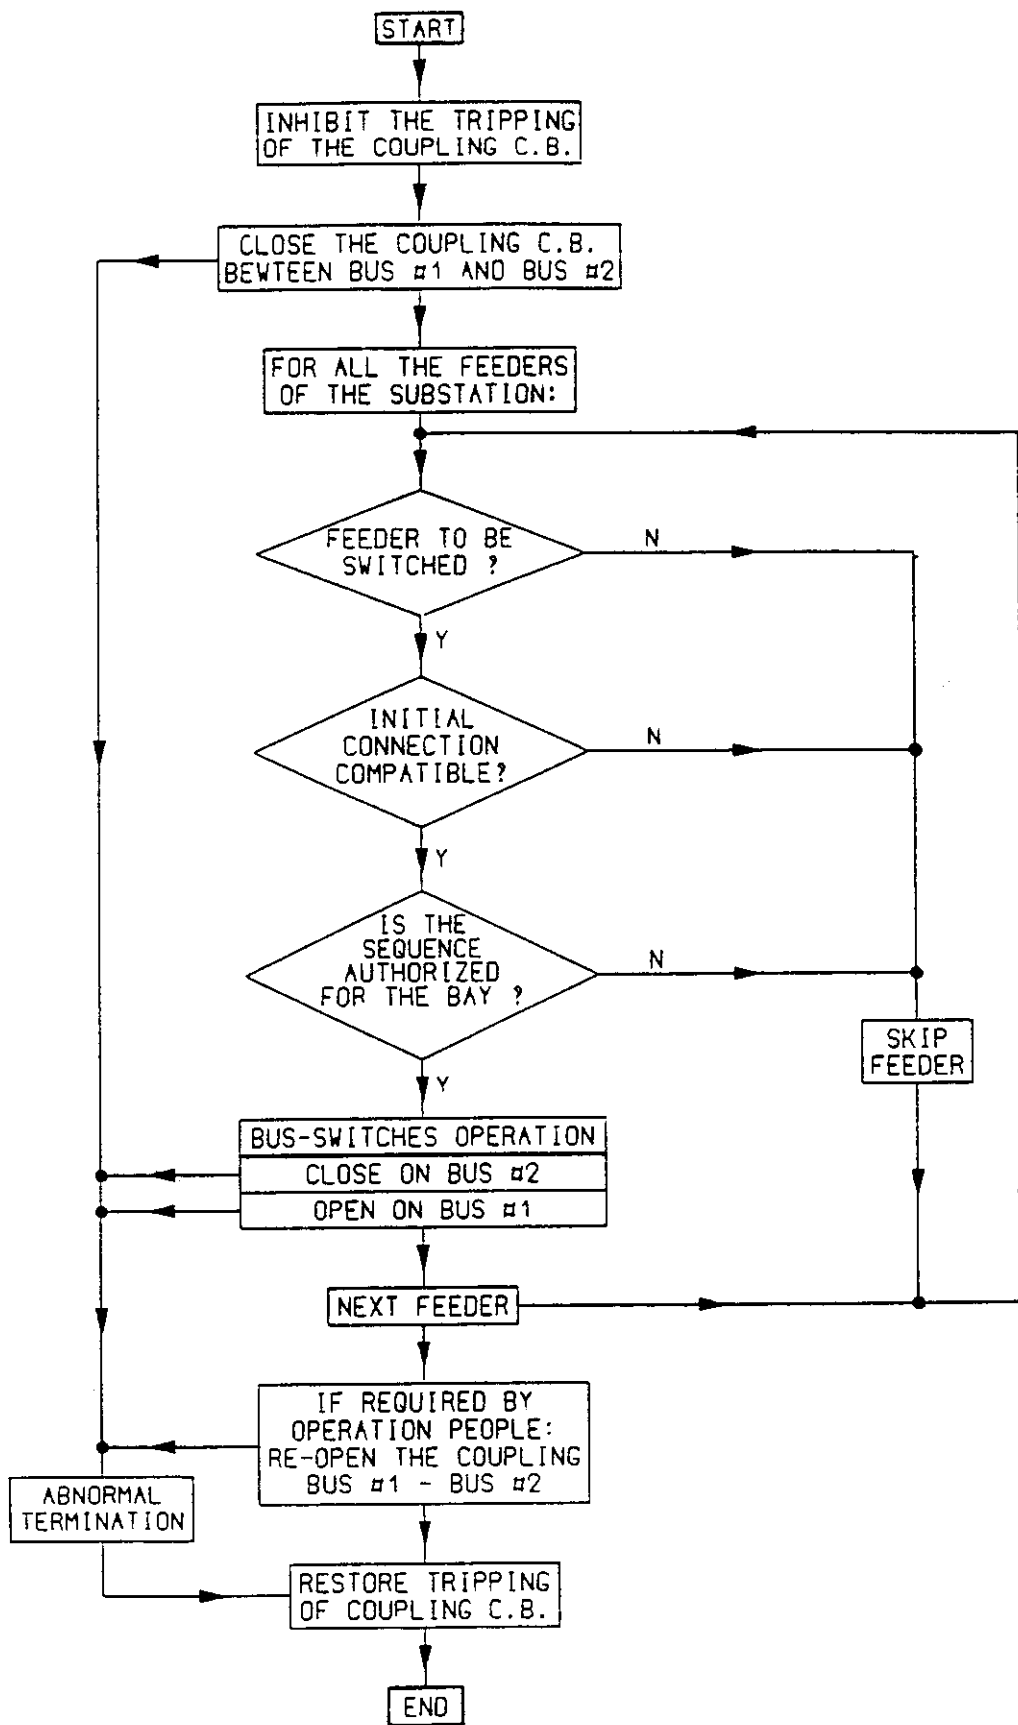 START
INHIBIT THE TRIPPING
OF THE COUPLING C.B.
CLOSE THE COUPLING C.B.
BEWTEEN BUS ¤1 AND BUS ¤2
FOR ALL THE FEEDERS
OF THE SUBSTATION:
FEEDER TO BE
SWITCHED ?
N
Y
INITIAL
CONNECTION
COMPATIBLE?
N
Y
IS THE
SEQUENCE
AUTHORIZED
FOR THE BAY ?
N
SKIP
FEEDER
Y
BUS-SWITCHES OPERATION
CLOSE ON BUS ¤2
OPEN ON BUS ¤1
NEXT FEEDER
IF REQUIRED BY
OPERATION PEOPLE:
RE-OPEN THE COUPLING
BUS ¤1 - BUS ¤2
ABNORMAL
TERMINATION
RESTORE TRIPPING
OF COUPLING C.B.
END